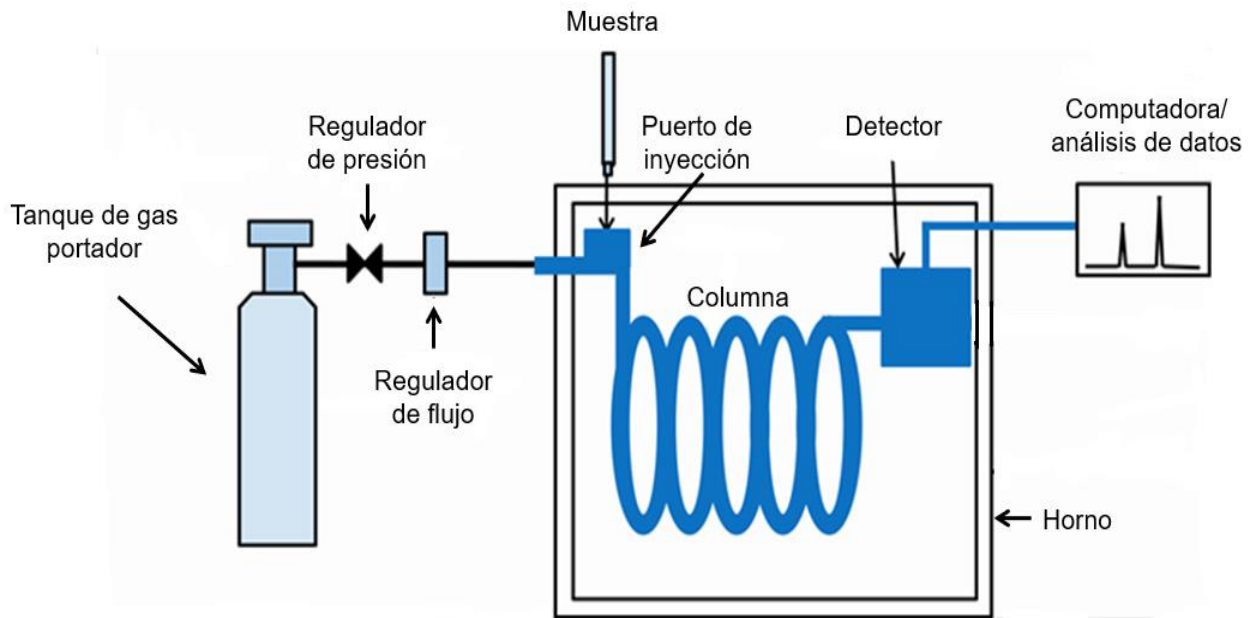 Muestra
Regulador
de presión
Puerto de
inyección
Detector
Computadora/
análisis de datos
Tanque de gas
portador
Columna
Regulador
de flujo
Horno